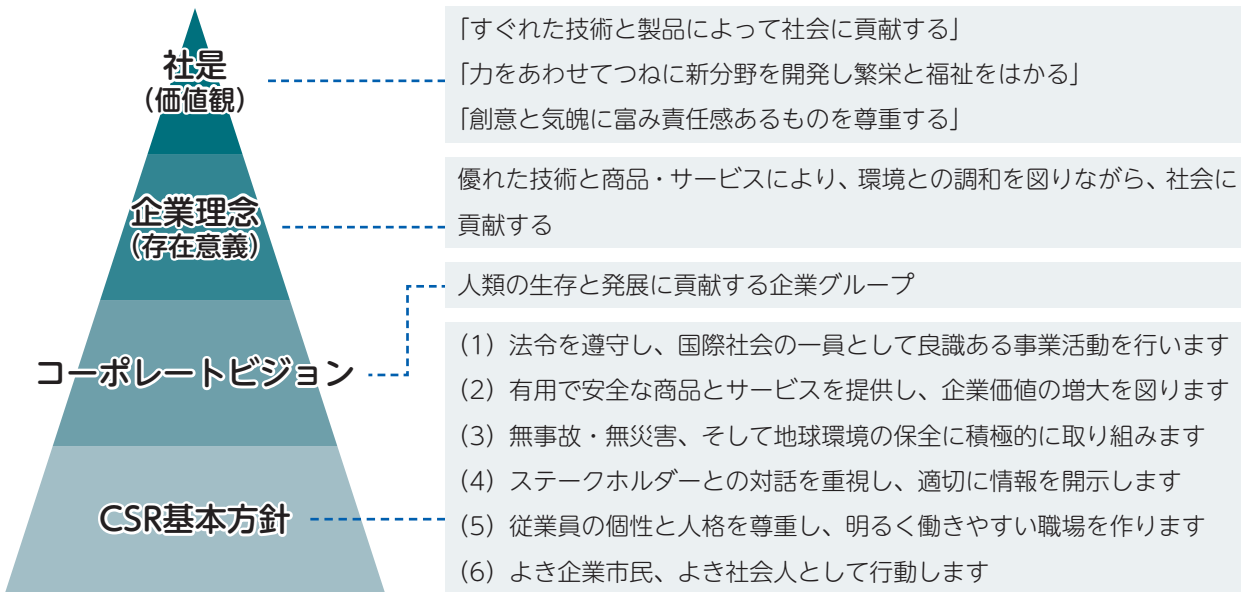 社是
(価値観)
「すぐれた技術と製品によって社会に貢献する」
「力をあわせてつねに新分野を開発し繁栄と福祉をはかる」
「創意と気魄に富み責任感あるものを尊重する」
企業理念
(存在意義)
優れた技術と商品・サービスにより、環境との調和を図りながら、社会に
貢献する
コーポレートビジョン
人類の生存と発展に貢献する企業グループ
CSR基本方針
(1) 法令を遵守し、国際社会の一員として良識ある事業活動を行います
(2) 有用で安全な商品とサービスを提供し、企業価値の増大を図ります
(3) 無事故・無災害、そして地球環境の保全に積極的に取り組みます
(4) ステークホルダーとの対話を重視し、適切に情報を開示します
(5) 従業員の個性と人格を尊重し、明るく働きやすい職場を作ります
(6) よき企業市民、よき社会人として行動します